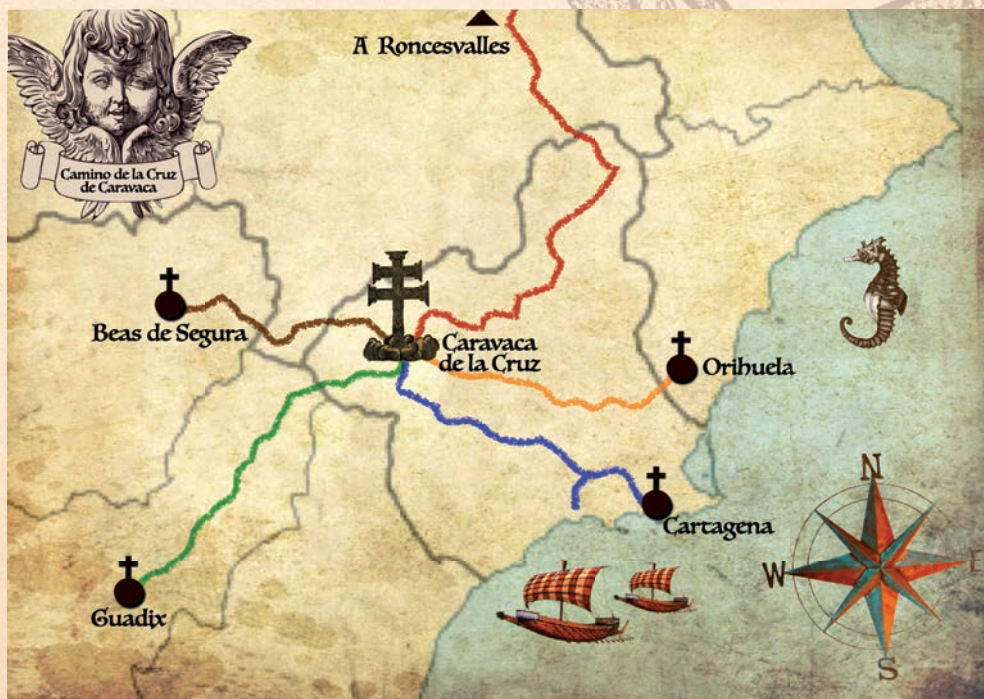 A Roncesvalles
Camino de la Cruz
de Caravaca
Beas de Segura
Caravaca
de la Cruz
Orihuela
Cartagena
Guadix
N
W
E
S